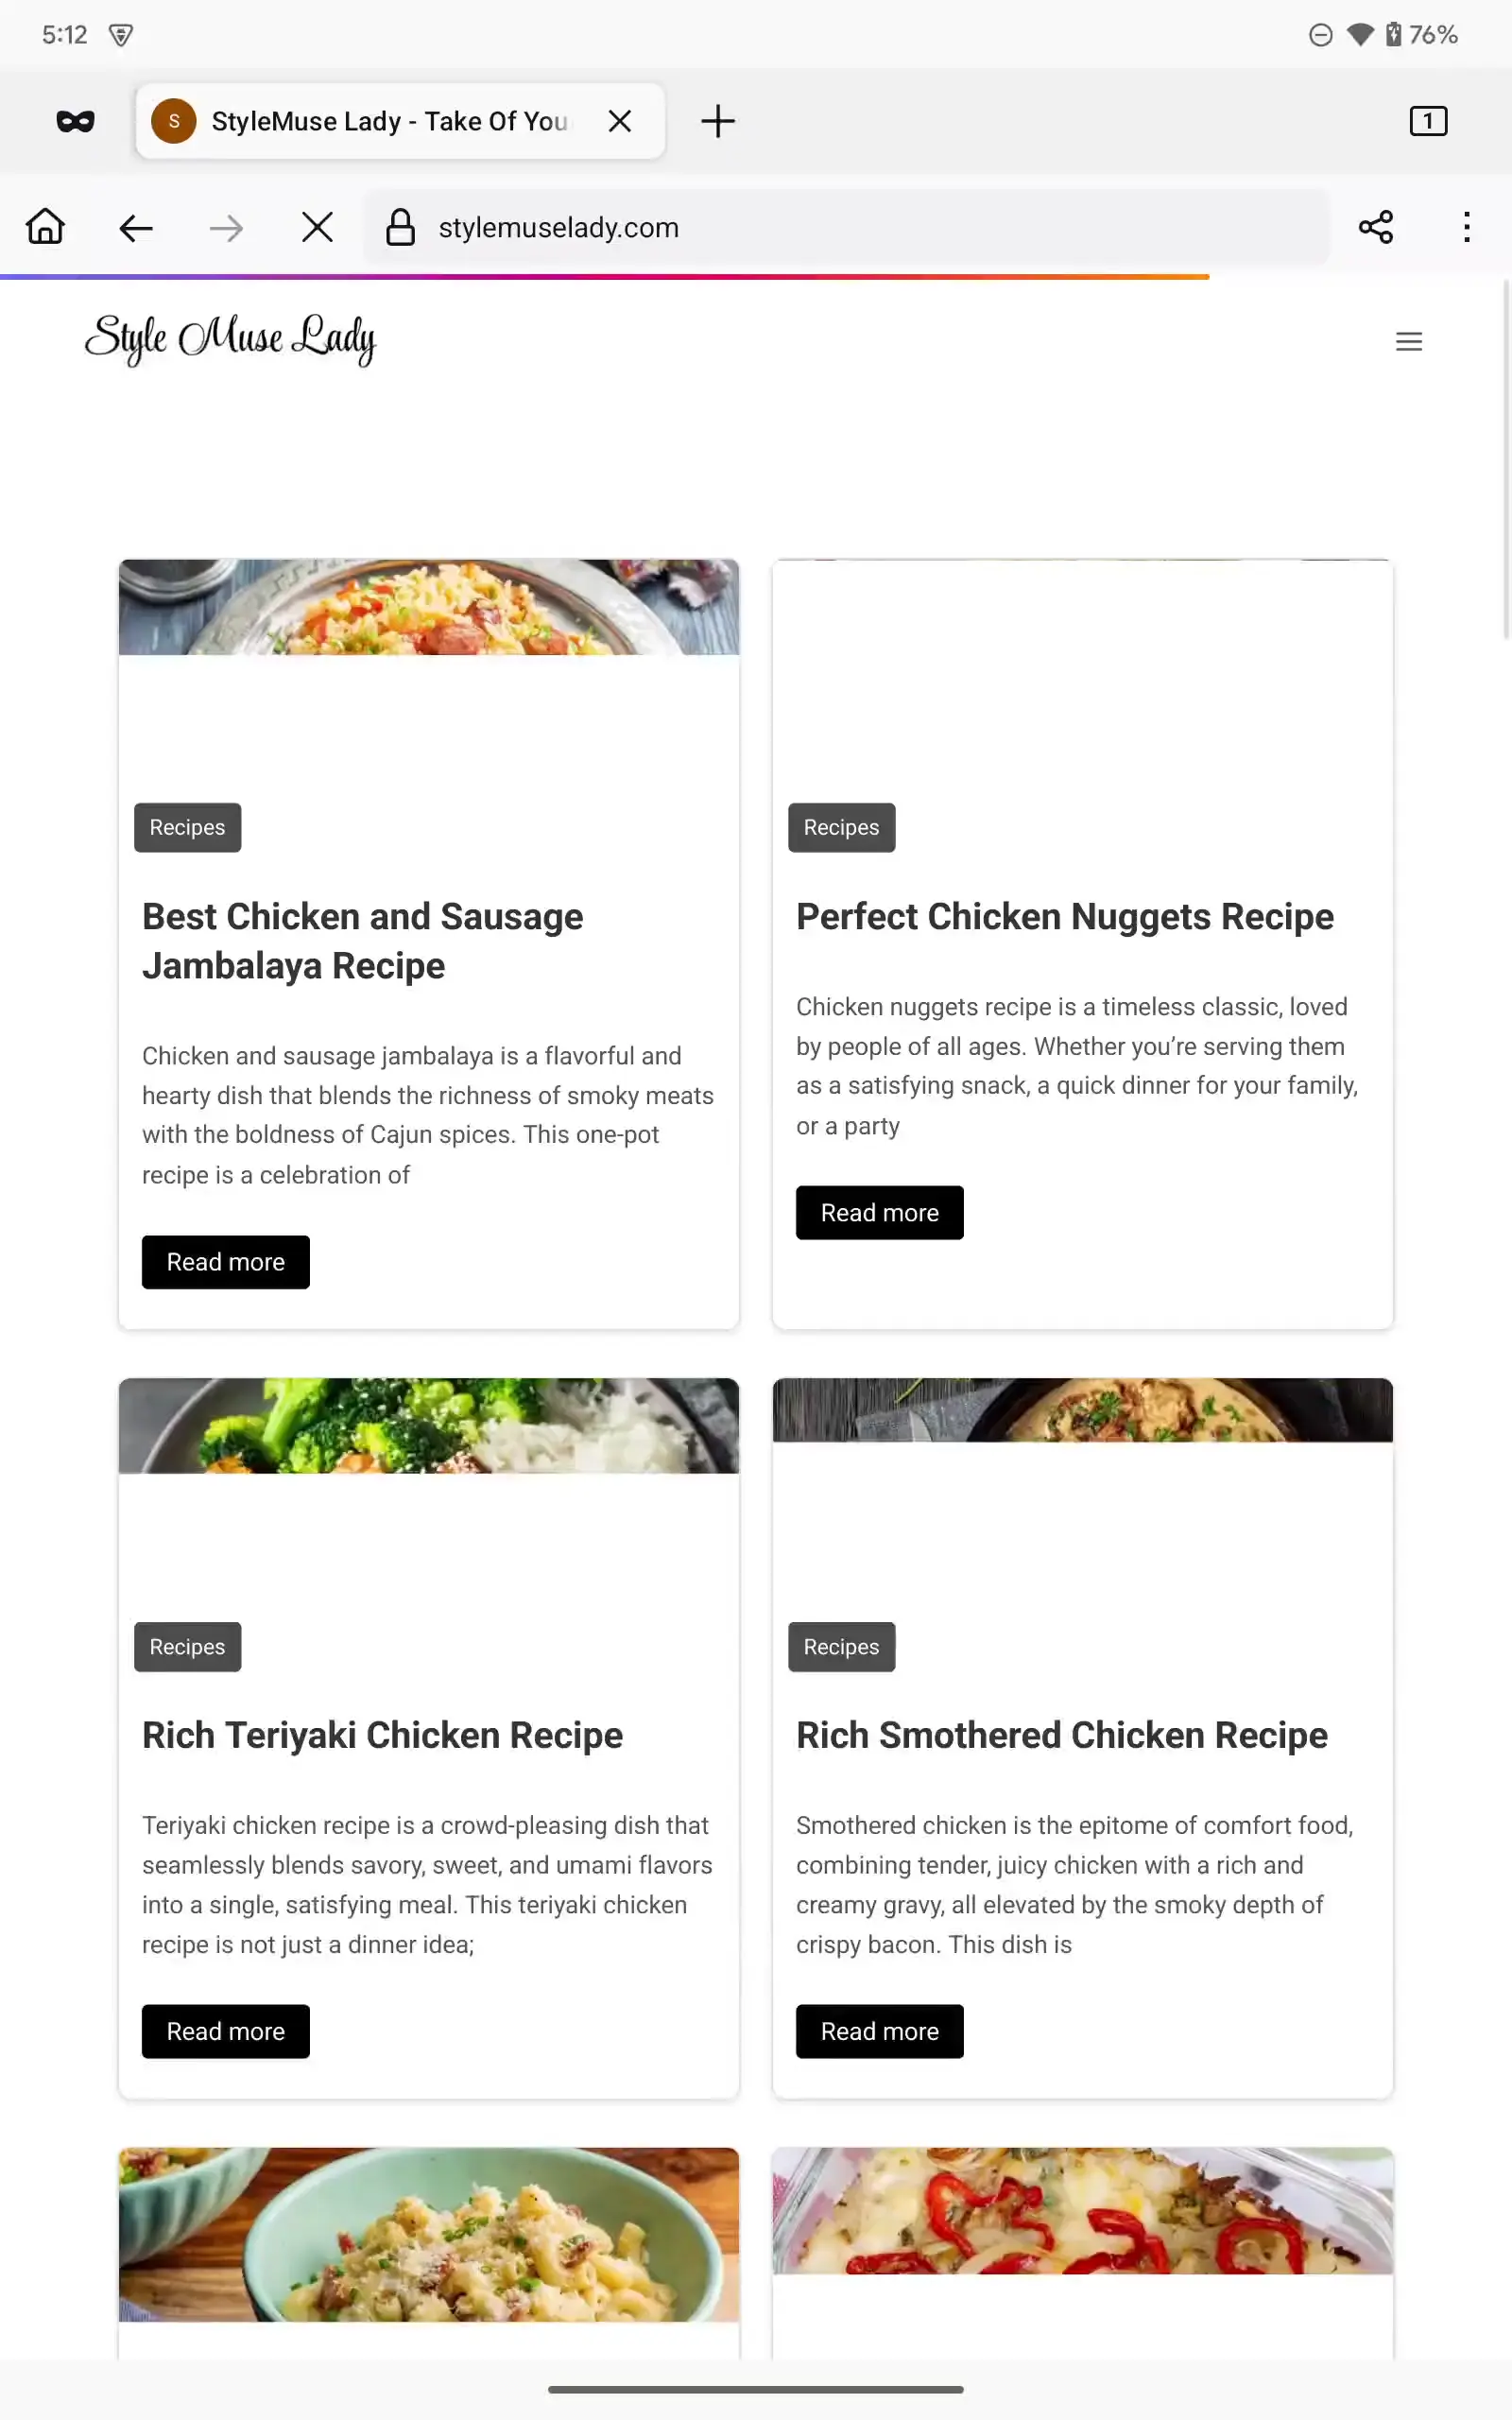 5:12
76%
S
StyleMuse Lady - Take Of You
1
stylemuselady.com
Style Muse Lady
Recipes
Best Chicken and Sausage
Jambalaya Recipe
Chicken and sausage jambalaya is a flavorful and
hearty dish that blends the richness of smoky meats
with the boldness of Cajun spices. This one-pot
recipe is a celebration of
Read more
Recipes
Perfect Chicken Nuggets Recipe
Chicken nuggets recipe is a timeless classic, loved
by people of all ages. Whether you’re serving them
as a satisfying snack, a quick dinner for your family,
or a party
Read more
Recipes
Rich Teriyaki Chicken Recipe
Teriyaki chicken recipe is a crowd-pleasing dish that
seamlessly blends savory, sweet, and umami flavors
into a single, satisfying meal. This teriyaki chicken
recipe is not just a dinner idea;
Read more
Recipes
Rich Smothered Chicken Recipe
Smothered chicken is the epitome of comfort food,
combining tender, juicy chicken with a rich and
creamy gravy, all elevated by the smoky depth of
crispy bacon. This dish is
Read more